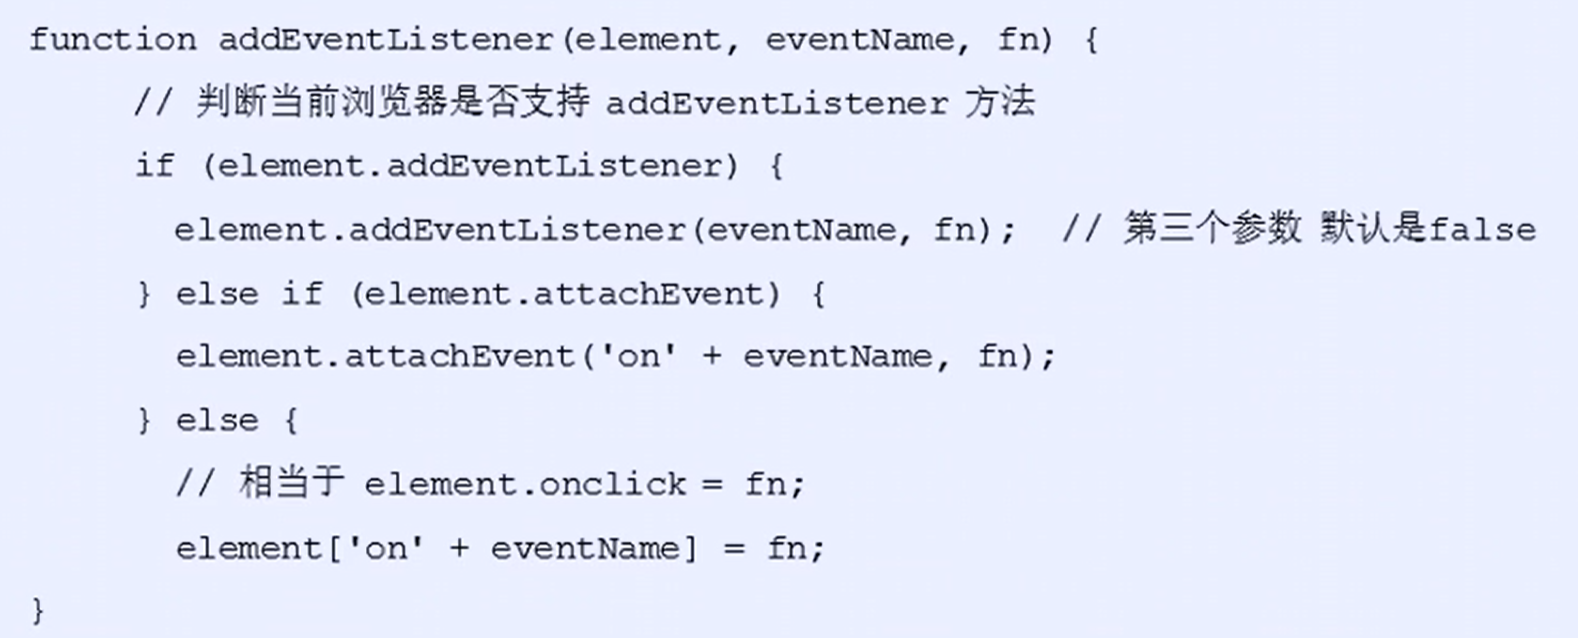 function addEventListener(element, eventName, fn) {
// 判断当前浏览器是否支持 addEventListener 方法
if (element.addEventListener) {
element.addEventListener(eventName, fn); // 第三个参数 默认是false
} else if (element.attachEvent) {
element.attachEvent('on' + eventName, fn);
} else {
// 相当于 element.onclick = fn;
element['on' + eventName] = fn;
}